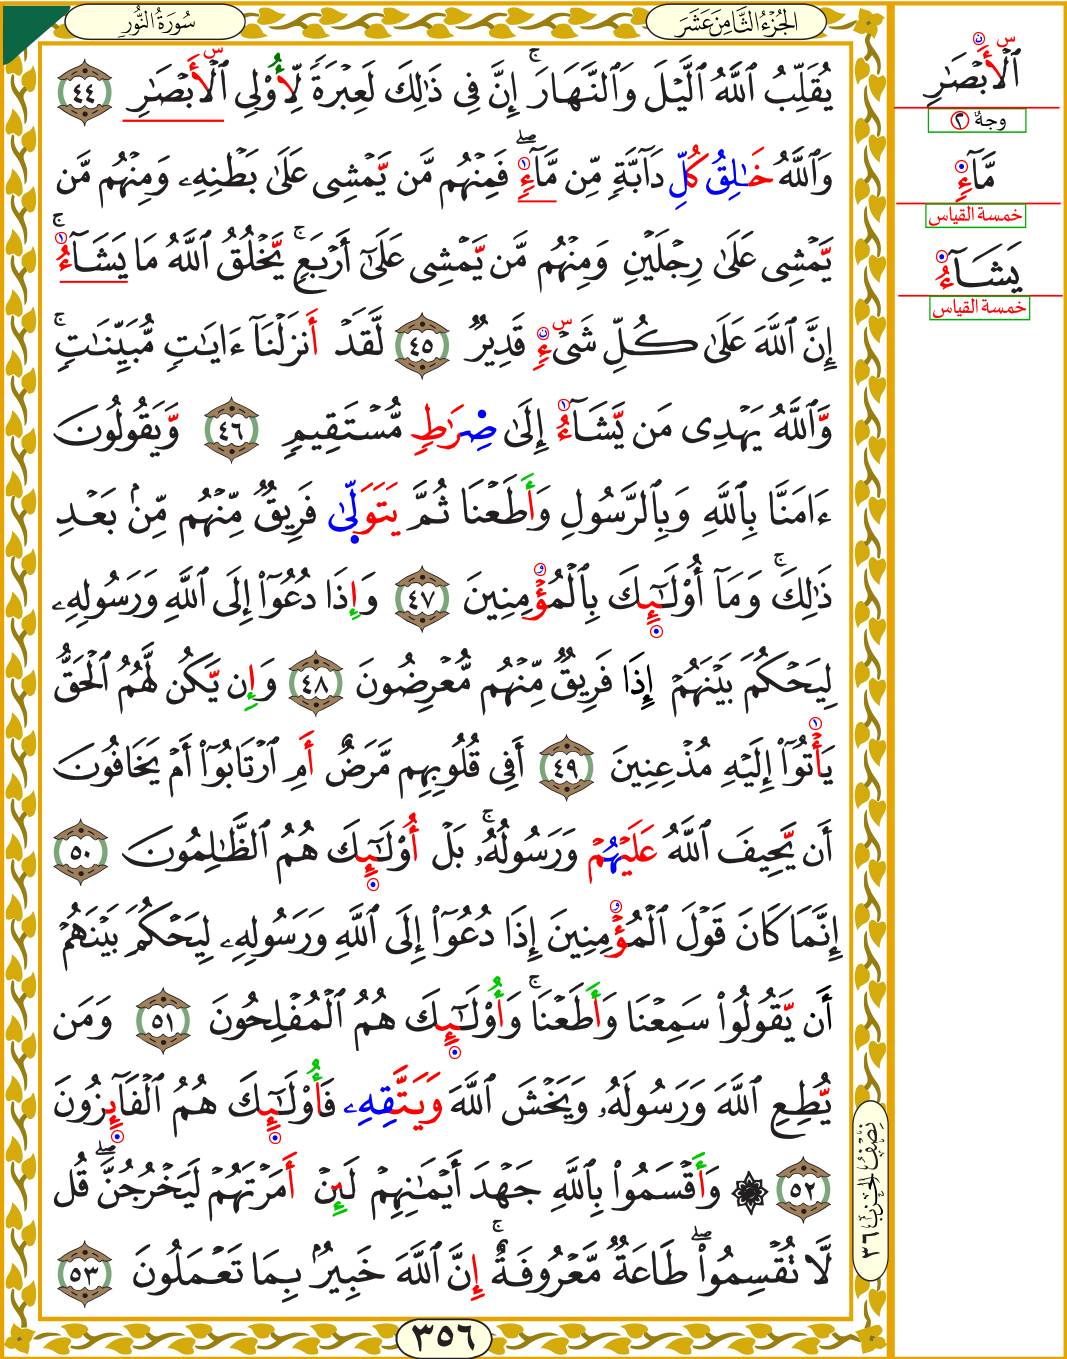 سُورَةُ النُّورِ
الجُزْءُ الثَّامِنَ عَشَرَ
يُقَلِّبُ ٱللَّهُ ٱلَّيْلَ وَٱلنَّهَارَ ۚ إِنَّ فِى ذَٰلِكَ لَعِبْرَةً لِّأُو۟لِى ٱلْأَبْصَـٰرِ ٤٤
وَٱللَّهُ خَـٰلِقُ كُلِّ دَآبَّةٍ مِّن مَّآءٍ ۖ فَمِنْهُم مَّن يَمْشِى عَلَىٰ بَطْنِهِۦ وَمِنْهُم مَّن
يَمْشِى عَلَىٰ رِجْلَيْنِ وَمِنْهُم مَّن يَمْشِى عَلَىٰٓ أَرْبَعٍ ۚ يَخْلُقُ ٱللَّهُ مَا يَشَآءُ ۚ
إِنَّ ٱللَّهَ عَلَىٰ كُلِّ شَىْءٍ قَدِيرٌ ٤٥ لَّقَدْ أَنزَلْنَآ ءَايَـٰتٍ مُّبَيِّنَـٰتٍ ۚ
وَٱللَّهُ يَهْدِى مَن يَشَآءُ إِلَىٰ صِرَٰطٍ مُّسْتَقِيمٍ ٤٦ وَيَقُولُونَ
ءَامَنَّا بِٱللَّهِ وَبِٱلرَّسُولِ وَأَطَعْنَا ثُمَّ يَتَوَلَّىٰ فَرِيقٌ مِّنْهُم مِّنۢ بَعْدِ
ذَٰلِكَ ۚ وَمَآ أُو۟لَـٰٓئِكَ بِٱلْمُؤْمِنِينَ ٤٧ وَإِذَا دُعُوٓا۟ إِلَى ٱللَّهِ وَرَسُولِهِۦ
لِيَحْكُمَ بَيْنَهُمْ إِذَا فَرِيقٌ مِّنْهُم مُّعْرِضُونَ ٤٨ وَإِن يَكُن لَّهُمُ ٱلْحَقُّ
يَأْتُوٓا۟ إِلَيْهِ مُذْعِنِينَ ٤٩ أَفِى قُلُوبِهِم مَّرَضٌ أَمِ ٱرْتَابُوٓا۟ أَمْ يَخَافُونَ
أَن يَحِيفَ ٱللَّهُ عَلَيْهِمْ وَرَسُولُهُۥ ۚ بَلْ أُو۟لَـٰٓئِكَ هُمُ ٱلظَّـٰلِمُونَ ٥٠
إِنَّمَا كَانَ قَوْلَ ٱلْمُؤْمِنِينَ إِذَا دُعُوٓا۟ إِلَى ٱللَّهِ وَرَسُولِهِۦ لِيَحْكُمَ بَيْنَهُمْ
أَن يَقُولُوا۟ سَمِعْنَا وَأَطَعْنَا ۚ وَأُو۟لَـٰٓئِكَ هُمُ ٱلْمُفْلِحُونَ ٥١ وَمَن
يُطِعِ ٱللَّهَ وَرَسُولَهُۥ وَيَخْشَ ٱللَّهَ وَيَتَّقِهِۦ فَأُو۟لَـٰٓئِكَ هُمُ ٱلْفَآئِزُونَ
٥٢ ۞ وَأَقْسَمُوا۟ بِٱللَّهِ جَهْدَ أَيْمَـٰنِهِمْ لَئِنْ أَمَرْتَهُمْ لَيَخْرُجُنَّ ۖ قُل
لَّا تُقْسِمُوا۟ ۖ طَاعَةٌ مَّعْرُوفَةٌ ۚ إِنَّ ٱللَّهَ خَبِيرٌۢ بِمَا تَعْمَلُونَ ٥٣
٣٥٦
نِصْفُ الحِزْب ٣٦
ٱلْأَبْصَـٰرِ
وجهٌ ٢
مَّآءٍ
خمسة القياس
يَشَآءُ
خمسة القياس